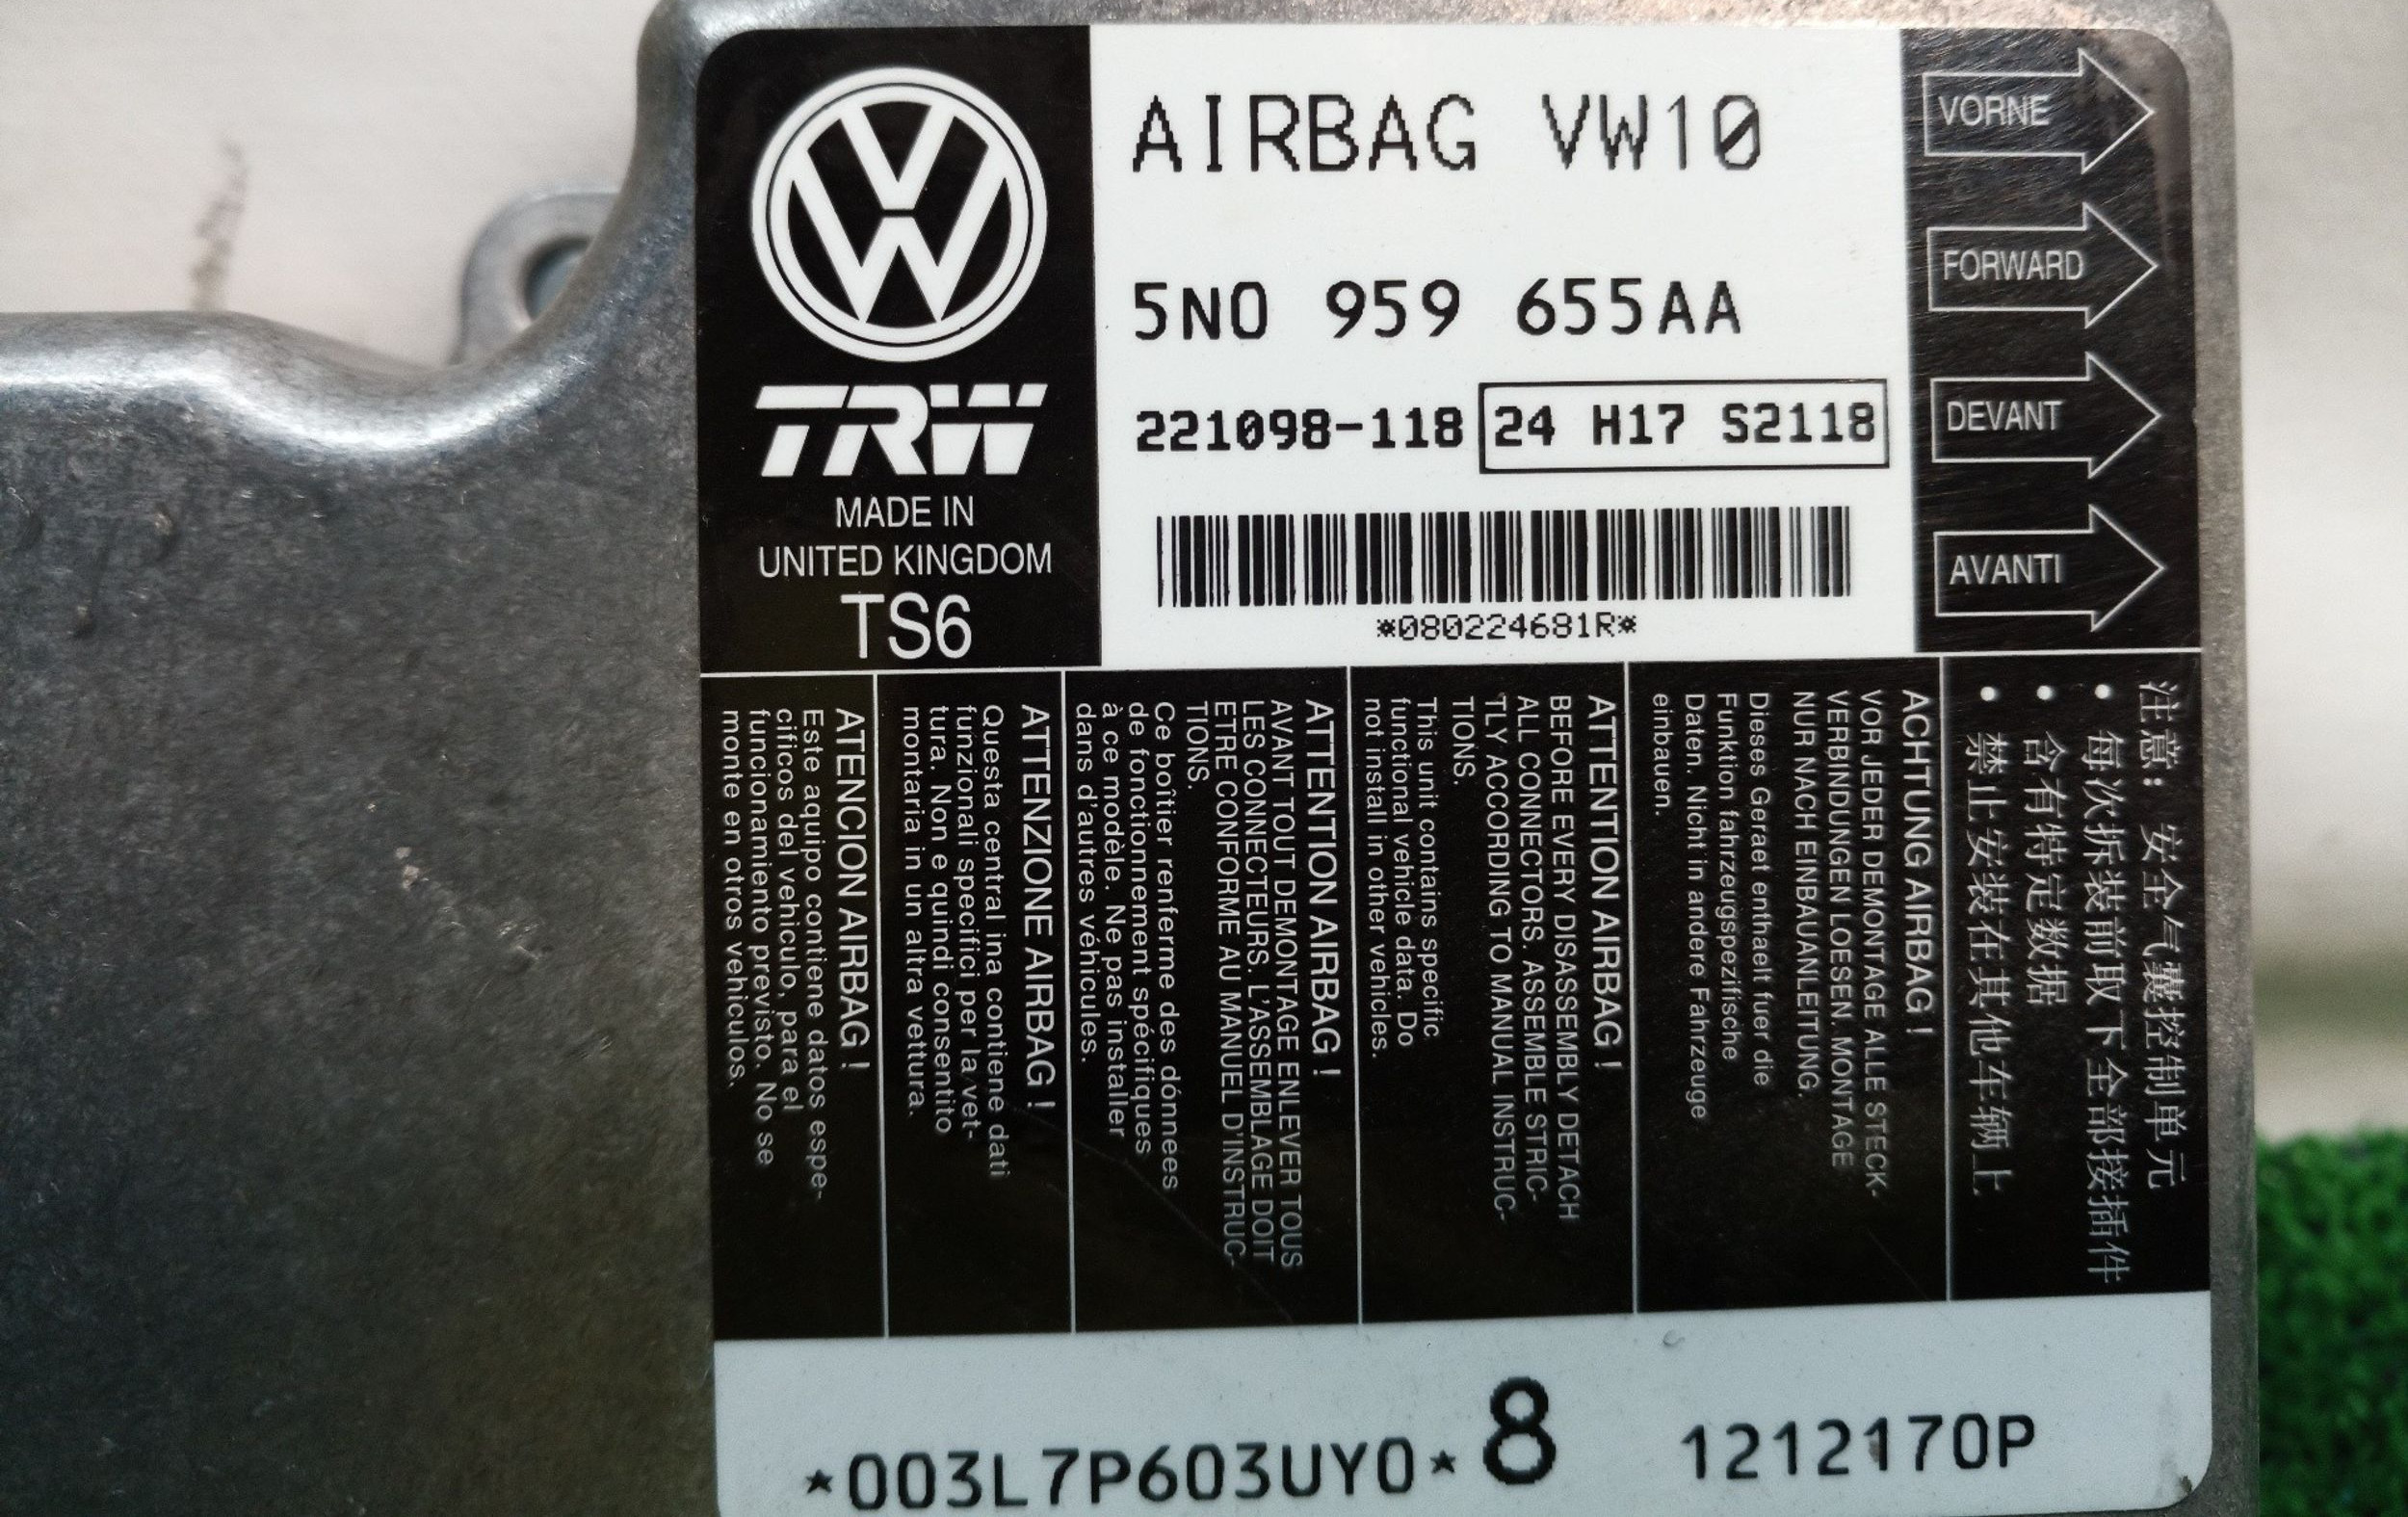 AIRBAG VW10
5N0 959 655AA
221098-118 24 H17 S2118
*080224681R*
TRW
MADE IN
UNITED KINGDOM
TS6
VORNE
FORWARD
DEVANT
AVANTI
注意: 安全气囊控制单元
• 每次拆装前取下全部接插件
• 含有特定数据
• 禁止安装在其他车辆上
ACHTUNG AIRBAG !
VOR JEDER DEMONTAGE ALLE STECK-
VERBINDUNGEN LOESEN. MONTAGE
NUR NACH EINBAUANLEITUNG.
Dieses Geraet enthaelt fuer die
Funktion fahrzeugspezifische
Daten. Nicht in andere Fahrzeuge
einbauen.
ATTENTION AIRBAG !
BEFORE EVERY DISASSEMBLY DETACH
ALL CONNECTORS. ASSEMBLE STRIC-
TLY ACCORDING TO MANUAL INSTRUC-
TIONS.
This unit contains specific
functional vehicle data. Do
not install in other vehicles.
ATTENTION AIRBAG !
AVANT TOUT DEMONTAGE ENLEVER TOUS
LES CONNECTEURS. L'ASSEMBLAGE DOIT
ETRE CONFORME AU MANUEL D'INSTRUC-
TIONS.
Ce boîtier renferme des dónnees
de fonctionnement spécifiques
à ce modèle. Ne pas installer
dans d'autres véhicules.
ATTENZIONE AIRBAG !
Questa central ina contiene dati
funzionali specifici per la vet-
tura. Non e quindi consentito
montaria in un altra vettura.
ATENCION AIRBAG !
Este aquipo contiene datos espe-
cificos del vehiculo, para el
funcionamiento previsto. No se
monte en otros vehiculos.
*003L7P603UY0* 8 1212170P